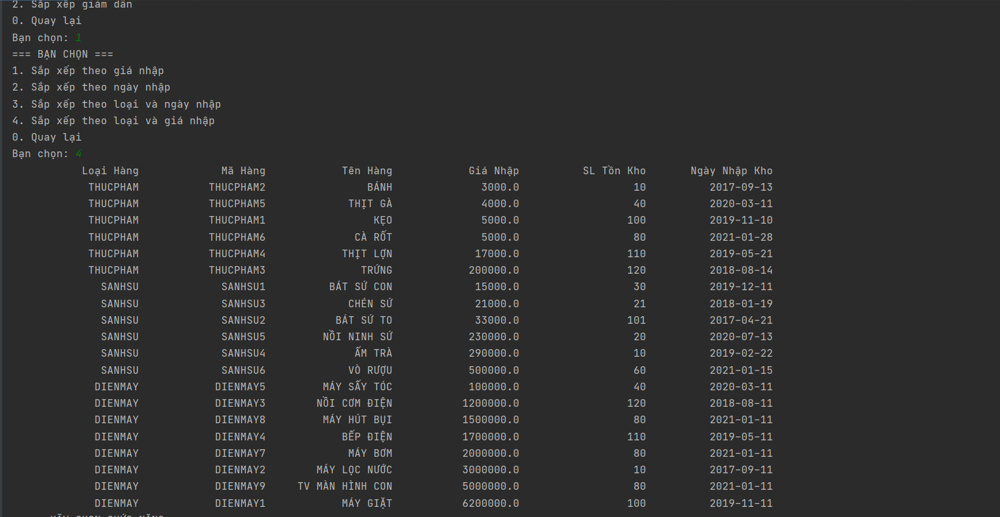 2. Sắp xếp giảm dần
0. Quay lại
Bạn chọn: 1
=== BẠN CHỌN ===
1. Sắp xếp theo giá nhập
2. Sắp xếp theo ngày nhập
3. Sắp xếp theo loại và ngày nhập
4. Sắp xếp theo loại và giá nhập
0. Quay lại
Bạn chọn: 4
Loại Hàng Mã Hàng Tên Hàng Giá Nhập SL Tồn Kho Ngày Nhập Kho
THUCPHAM THUCPHAM2 BÁNH 3000.0 10 2017-09-13
THUCPHAM THUCPHAM5 THỊT GÀ 4000.0 40 2020-03-11
THUCPHAM THUCPHAM1 KẸO 5000.0 100 2019-11-10
THUCPHAM THUCPHAM6 CÀ RỐT 5000.0 80 2021-01-28
THUCPHAM THUCPHAM4 THỊT LỢN 17000.0 110 2019-05-21
THUCPHAM THUCPHAM3 TRỨNG 200000.0 120 2018-08-14
SANHSU SANHSU1 BÁT SỨ CON 15000.0 30 2019-12-11
SANHSU SANHSU3 CHÉN SỨ 21000.0 21 2018-01-19
SANHSU SANHSU2 BÁT SỨ TO 33000.0 101 2017-04-21
SANHSU SANHSU5 NỒI NINH SỨ 230000.0 20 2020-07-13
SANHSU SANHSU4 ẤM TRÀ 290000.0 10 2019-02-22
SANHSU SANHSU6 VÒ RƯỢU 500000.0 60 2021-01-15
DIENMAY DIENMAY5 MÁY SẤY TÓC 100000.0 40 2020-03-11
DIENMAY DIENMAY3 NỒI CƠM ĐIỆN 1200000.0 120 2018-08-11
DIENMAY DIENMAY8 MÁY HÚT BỤI 1500000.0 80 2021-01-11
DIENMAY DIENMAY4 BẾP ĐIỆN 1700000.0 110 2019-05-11
DIENMAY DIENMAY7 MÁY BƠM 2000000.0 80 2021-01-11
DIENMAY DIENMAY2 MÁY LỌC NƯỚC 3000000.0 10 2017-09-11
DIENMAY DIENMAY9 TV MÀN HÌNH CON 5000000.0 80 2021-01-11
DIENMAY DIENMAY1 MÁY GIẶT 6200000.0 100 2019-11-11
HÃY CHỌN CHỨC NĂNG